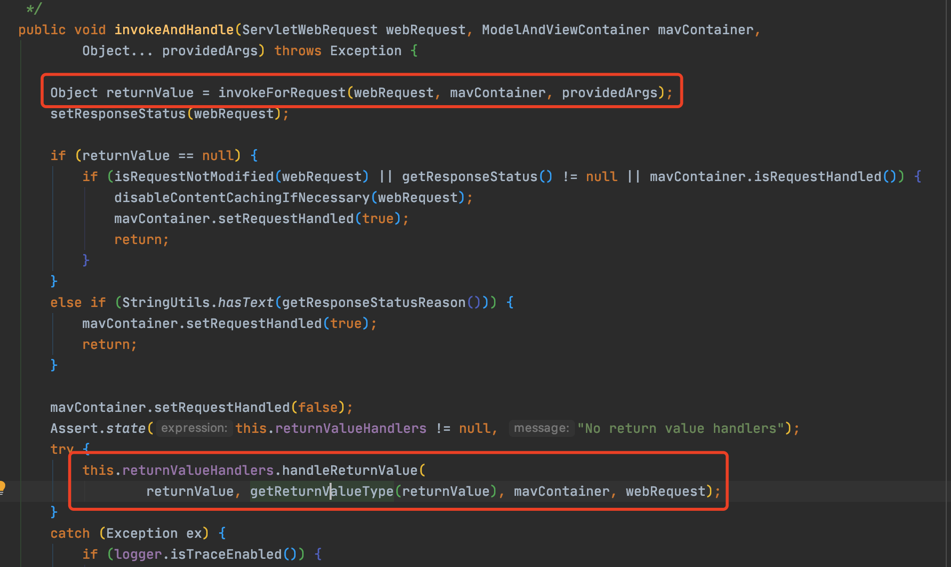 */
public void invokeAndHandle(ServletWebRequest webRequest, ModelAndViewContainer mavContainer,
Object... providedArgs) throws Exception {
Object returnValue = invokeForRequest(webRequest, mavContainer, providedArgs);
setResponseStatus(webRequest);
if (returnValue == null) {
if (isRequestNotModified(webRequest) || getResponseStatus() != null || mavContainer.isRequestHandled()) {
disableContentCachingIfNecessary(webRequest);
mavContainer.setRequestHandled(true);
return;
}
}
else if (StringUtils.hasText(getResponseStatusReason())) {
mavContainer.setRequestHandled(true);
return;
}
mavContainer.setRequestHandled(false);
Assert.state( expression: this.returnValueHandlers != null, message: "No return value handlers");
try {
this.returnValueHandlers.handleReturnValue(
returnValue, getReturnValueType(returnValue), mavContainer, webRequest);
}
catch (Exception ex) {
if (logger.isTraceEnabled()) {